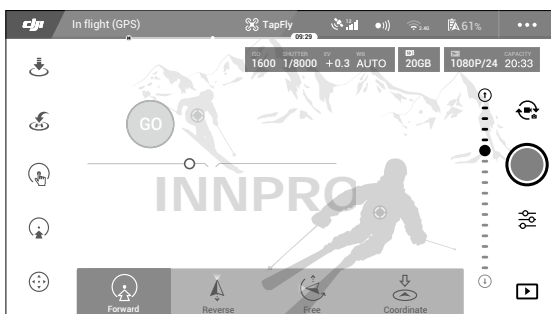 dji In flight (GPS) TapFly 61%
09:29
ISO SHUTTER EV WB CAPACITY
1600 1/8000 +0.3 AUTO 20GB 1080P/24 20:33
GO
INNPRO
Forward Reverse Free Coordinate